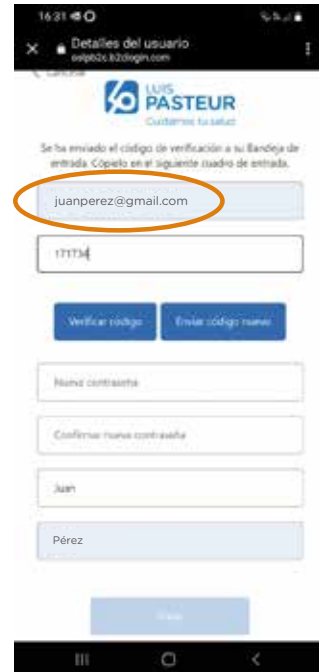 16:31
Detalles del usuario
oslpb2c.b2clogin.com
Cancelar
LUIS
PASTEUR
Cuidamos tu salud
Se ha enviado el código de verificación a su Bandeja de
entrada. Cópielo en el siguiente cuadro de entrada.
juanperez@gmail.com
171734
Verificar código
Enviar código nuevo
Nueva contraseña
Confirmar nueva contraseña
Juan
Pérez